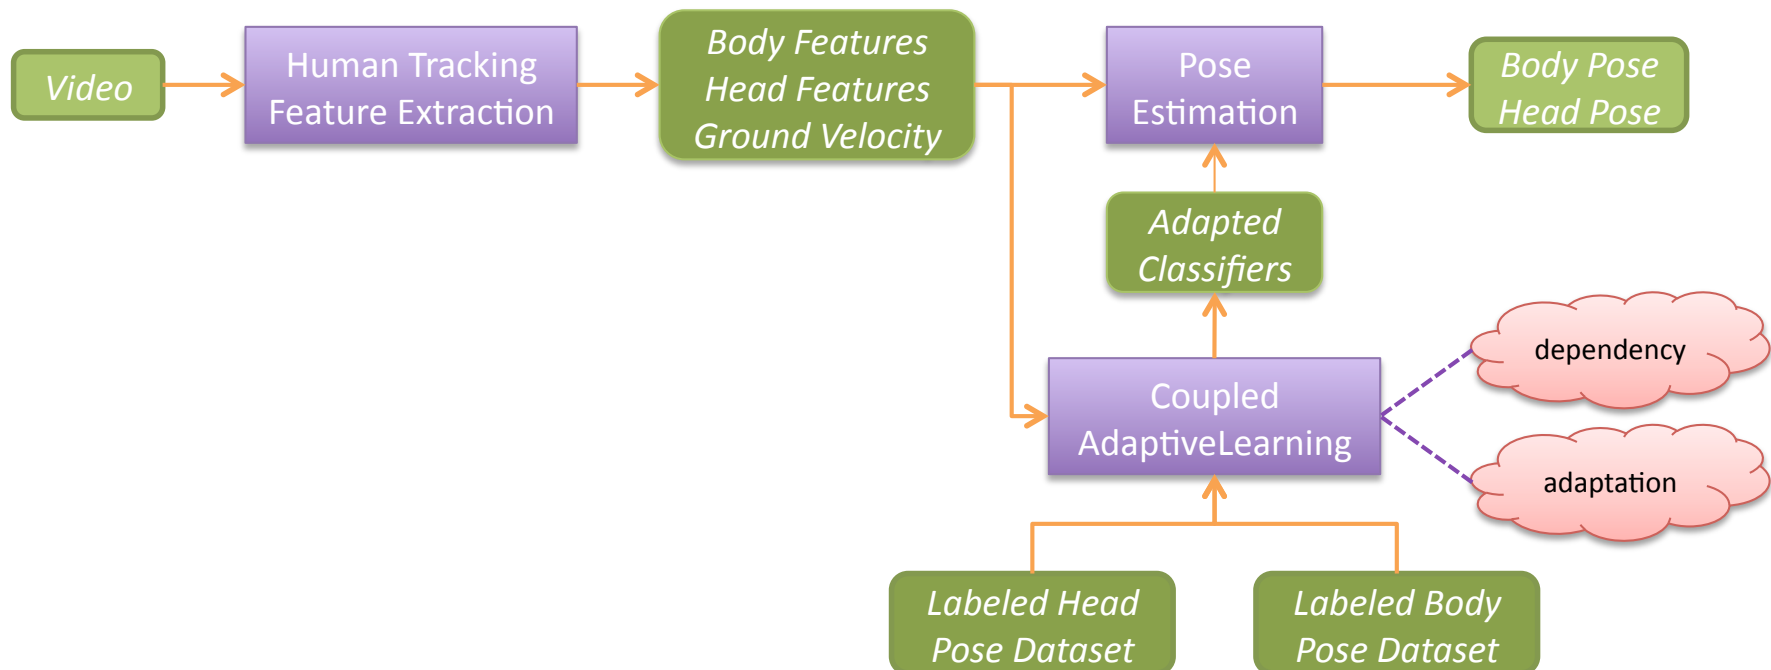 Video
Human Tracking
Feature Extraction
Body Features
Head Features
Ground Velocity
Pose
Estimation
Body Pose
Head Pose
Adapted
Classifiers
dependency
Coupled
AdaptiveLearning
adaptation
Labeled Head
Pose Dataset
Labeled Body
Pose Dataset